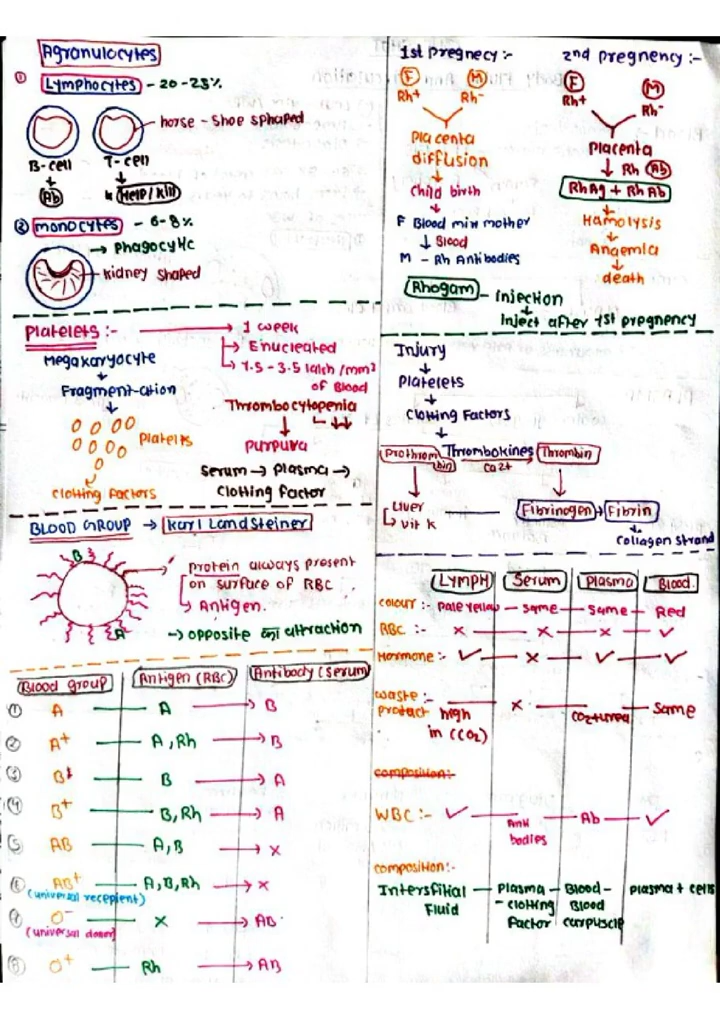 Agranulocytes
① Lymphocytes - 20-25%
horse - shoe sphaped
B-cell T-cell
Ab Help/kill
② monocytes - 6-8%
→ phagocytic
kidney shaped
Platelets :- → 1 week
Megakaryocyte → Enucleated
Fragment-ation → 1.5 - 3.5 lakh/mm³ of Blood
Platelets
clotting factors
Thrombocytopenia
purpura
serum → plasma →
clotting factor
BLOOD GROUP → Karl Landsteiner
B
protein always present
on surface of RBC
Antigen.
A
→ opposite attraction
Blood group Antigen (RBC) Antibody (serum)
① A — A → B
② A+ — A, Rh → B
③ B — B → A
④ B+ — B, Rh → A
⑤ AB — A, B → ×
⑥ AB+ — A, B, Rh → ×
(universal recepient)
⑦ O- × → AB
(universal donor)
⑧ O+ — Rh → AB
1st pregnecy :-
F M
Rh+ Rh-
Placenta
diffusion
↓
Child birth
↓
F Blood mix mother
↓ Blood
M - Rh Antibodies
2nd pregnency :-
F M
Rh+ Rh-
Placenta
↓ Rh Ab
Rh Ag + Rh Ab
↓
Hamolysis
↓
Angemia
↓
death
Rhogam - Injection
Inject after 1st pregnency
Injury
↓
Platelets
↓
Clotting Factors
↓
Prothrombin Thrombokines Thrombin
Ca2+
Liver
vit K — Fibrinogen → Fibrin
collagen strand
LYMPH Serum Plasma Blood
colour :- pale yellow — same — same — Red
RBC :- × — × — × — ✓
Hormone :- ✓ — × — ✓ — ✓
waste :- high — × — CO2+urea — Same
protact in (CO2)
composition:-
WBC :- ✓ — Anti bodies — Ab — ✓
composition:-
Intersfitial — Plasma — Blood - plasma + cells
Fluid - clotting Blood
Factor curpuscle